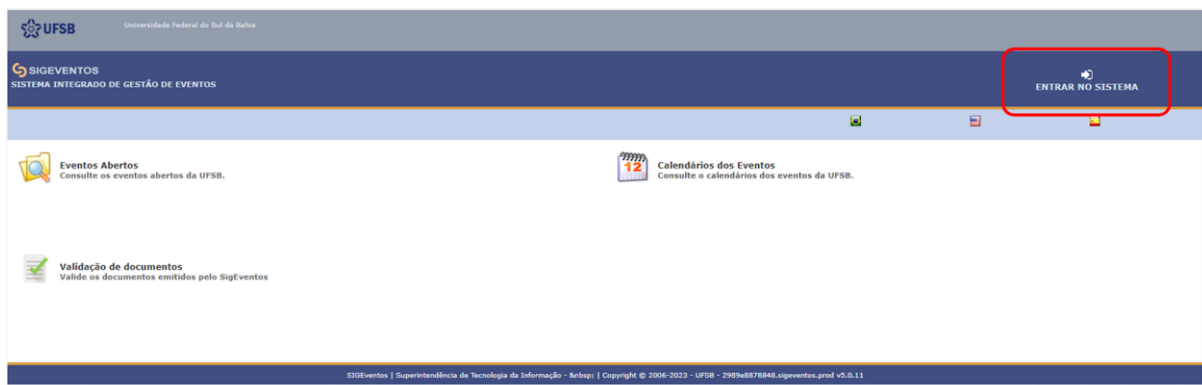 UFSB
Universidade Federal do Sul da Bahia
SIGEVENTOS
SISTEMA INTEGRADO DE GESTÃO DE EVENTOS
ENTRAR NO SISTEMA
Eventos Abertos
Consulte os eventos abertos da UFSB.
12
Calendários dos Eventos
Consulte o calendários dos eventos da UFSB.
Validação de documentos
Valide os documentos emitidos pelo SigEventos
SIGEventos | Superintendência de Tecnologia da Informação - &nbsp; | Copyright © 2006-2023 - UFSB - 2989e8878848.sigeventos.prod v5.0.11